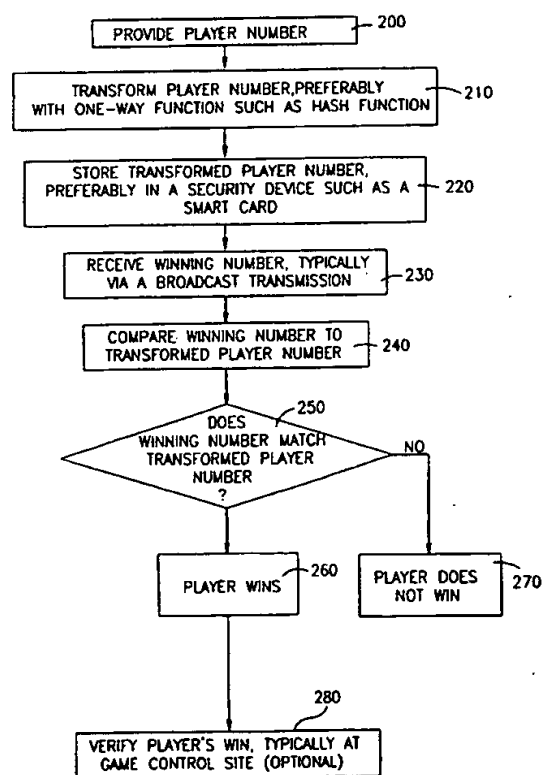 PROVIDE PLAYER NUMBER
200
TRANSFORM PLAYER NUMBER,PREFERABLY
WITH ONE-WAY FUNCTION SUCH AS HASH FUNCTION
210
STORE TRANSFORMED PLAYER NUMBER,
PREFERABLY IN A SECURITY DEVICE SUCH AS A
SMART CARD
220
RECEIVE WINNING NUMBER, TYPICALLY
VIA A BROADCAST TRANSMISSION
230
COMPARE WINNING NUMBER TO
TRANSFORMED PLAYER NUMBER
240
250
DOES
WINNING NUMBER MATCH
TRANSFORMED PLAYER
NUMBER
?
NO
PLAYER WINS
260
PLAYER DOES
NOT WIN
270
280
VERIFY PLAYER'S WIN, TYPICALLY AT
GAME CONTROL SITE (OPTIONAL)